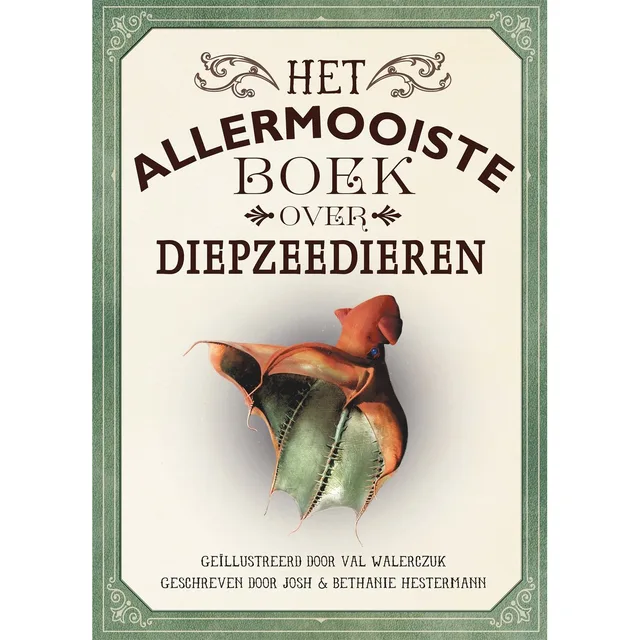 HET
ALLERMOOISTE
BOEK
OVER
DIEPZEEDIEREN
GEÏLLUSTREERD DOOR VAL WALERCZUK
GESCHREVEN DOOR JOSH & BETHANIE HESTERMANN